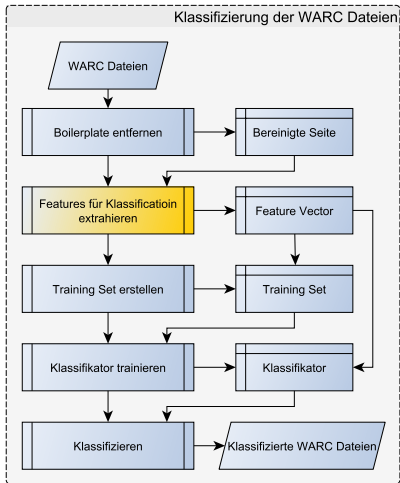 Klassifizierung der WARC Dateien
WARC Dateien
Boilerplate entfernen
Bereinigte Seite
Features für Klassificatioin
extrahieren
Feature Vector
Training Set erstellen
Training Set
Klassifikator trainieren
Klassifikator
Klassifizieren
Klassifizierte WARC Dateien